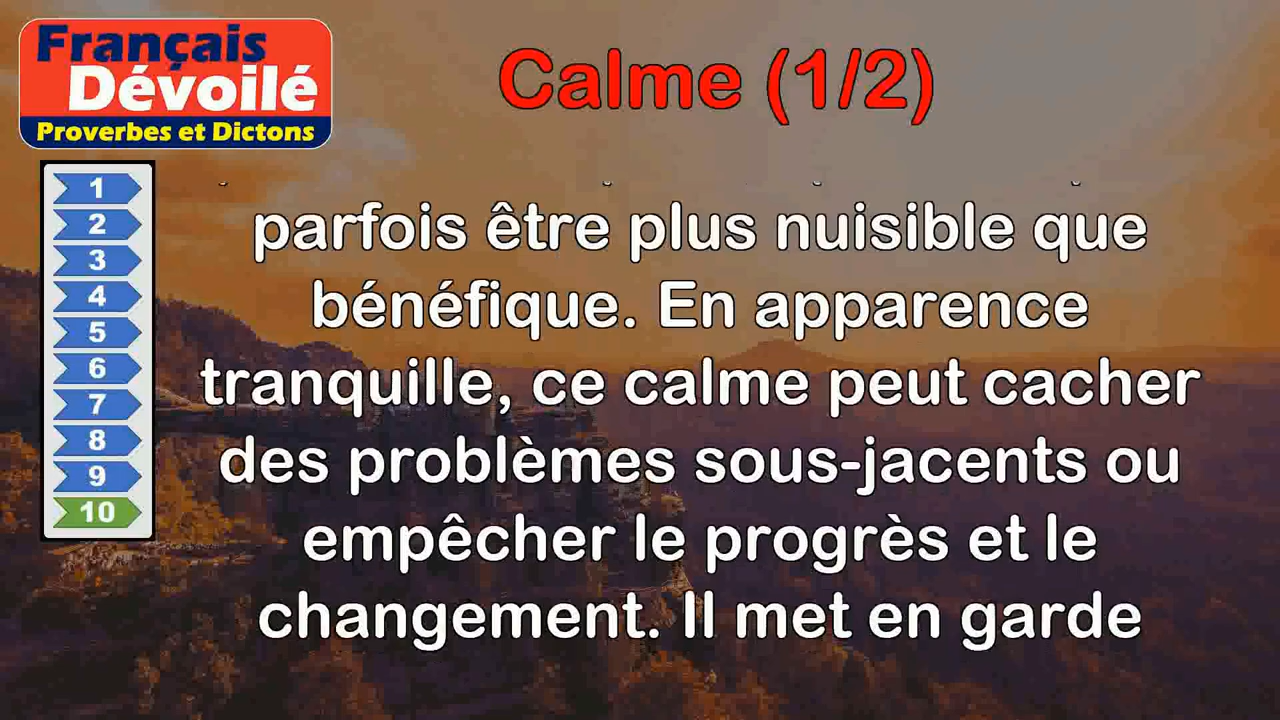 Français
Dévoilé
Proverbes et Dictons
Calme (1/2)
1
2
3
4
5
6
7
8
9
10
parfois être plus nuisible que
bénéfique. En apparence
tranquille, ce calme peut cacher
des problèmes sous-jacents ou
empêcher le progrès et le
changement. Il met en garde